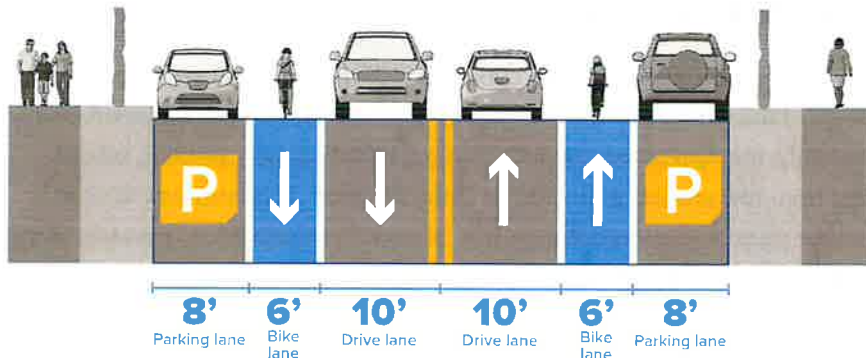 P
P
8’ 6’ 10’ 10’ 6’ 8’
Parking lane Bike lane Drive lane Drive lane Bike lane Parking lane